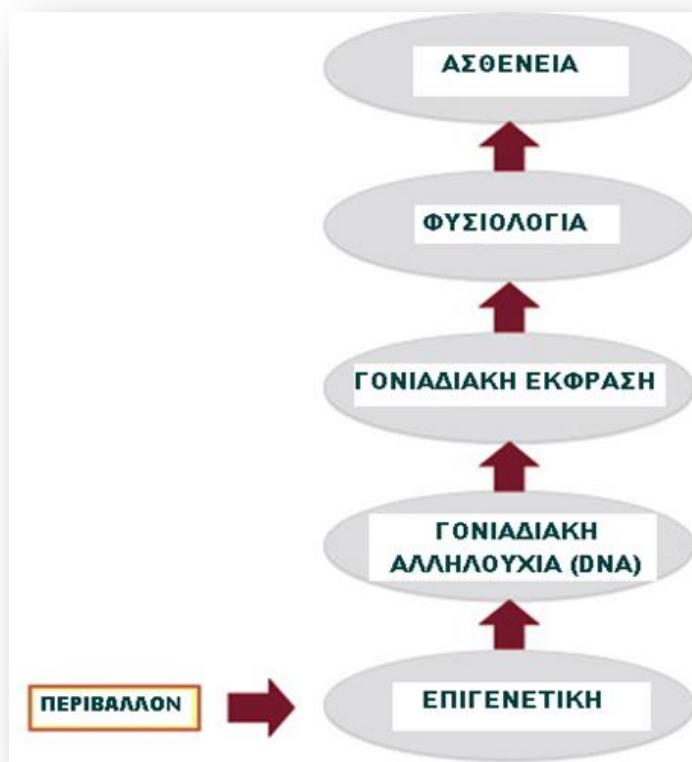 ΑΣΘΕΝΕΙΑ
ΦΥΣΙΟΛΟΓΙΑ
ΓΟΝΙΑΔΙΑΚΗ ΕΚΦΡΑΣΗ
ΓΟΝΙΑΔΙΑΚΗ
ΑΛΛΗΛΟΥΧΙΑ (DNA)
ΠΕΡΙΒΑΛΛΟΝ
ΕΠΙΓΕΝΕΤΙΚΗ